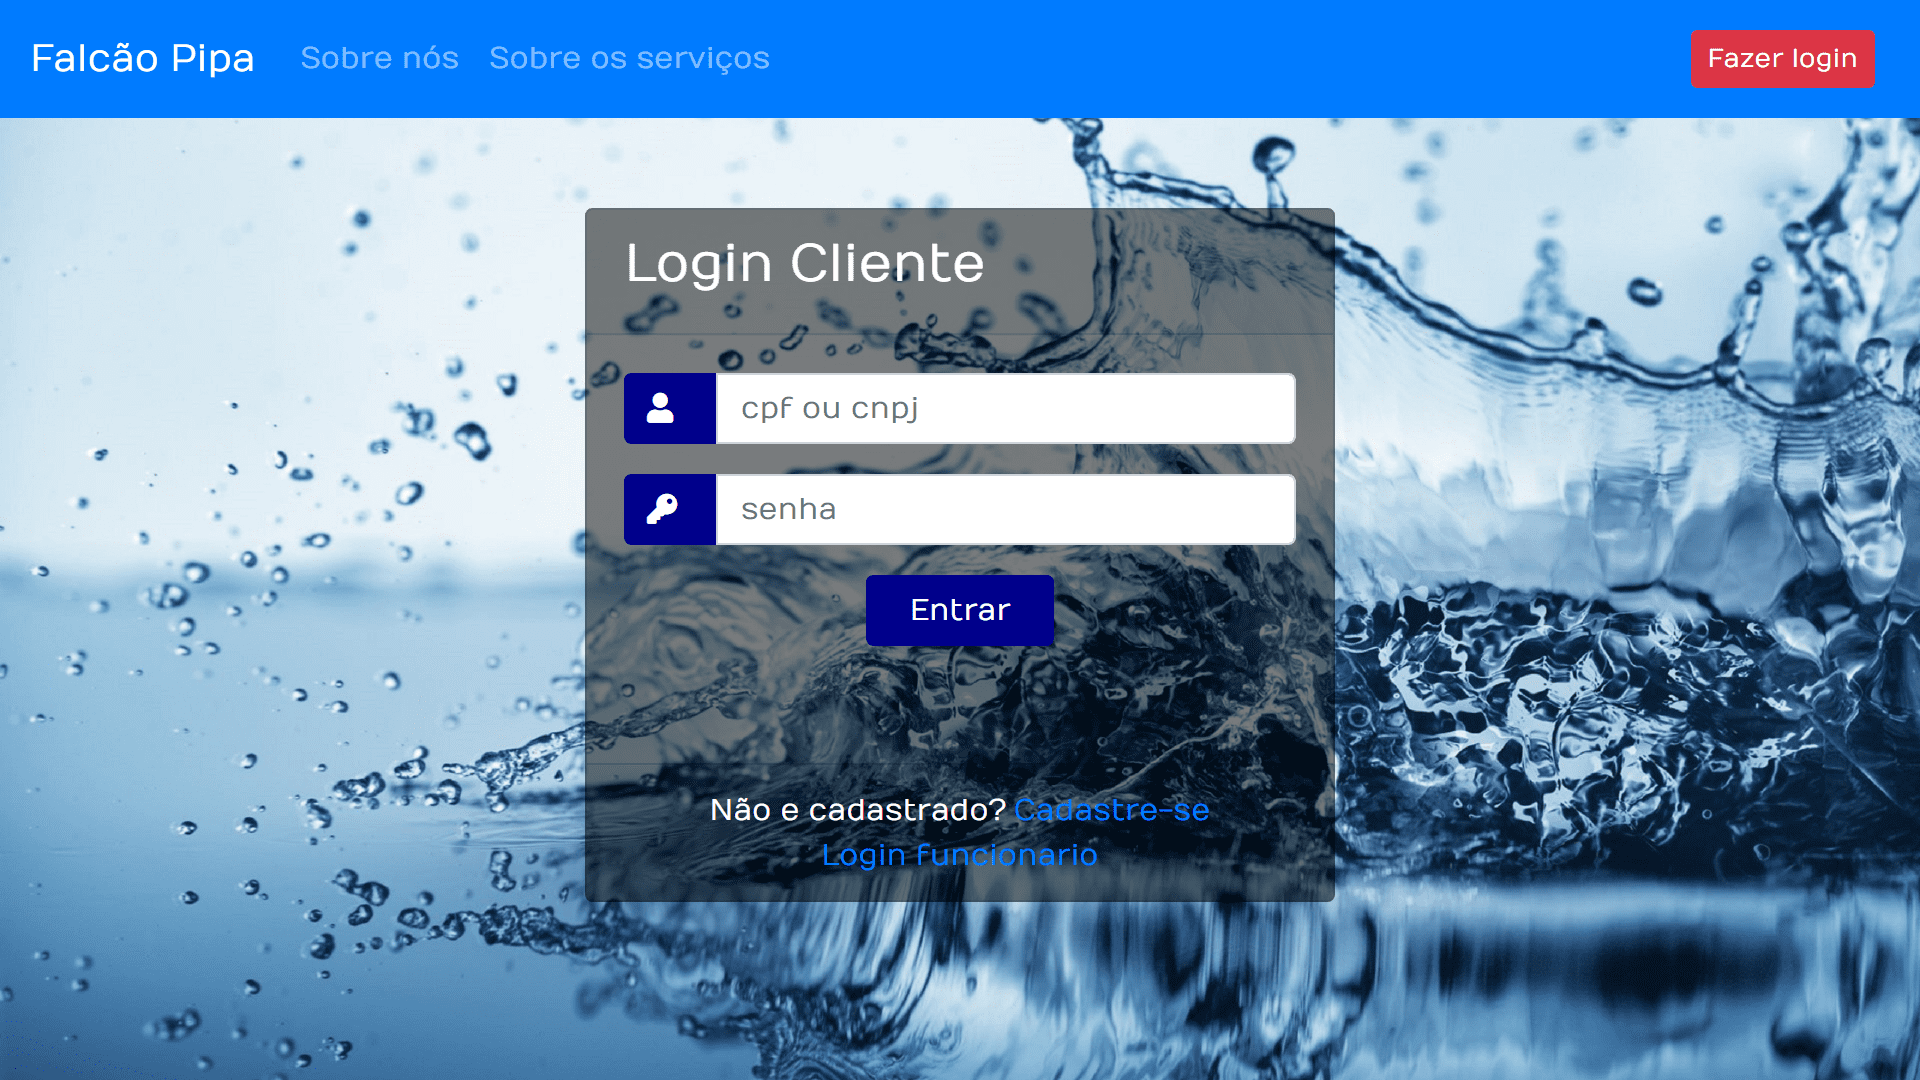 Falcão Pipa
Sobre nós
Sobre os serviços
Fazer login
Login Cliente
cpf ou cnpj
senha
Entrar
Não e cadastrado? Cadastre-se
Login funcionario